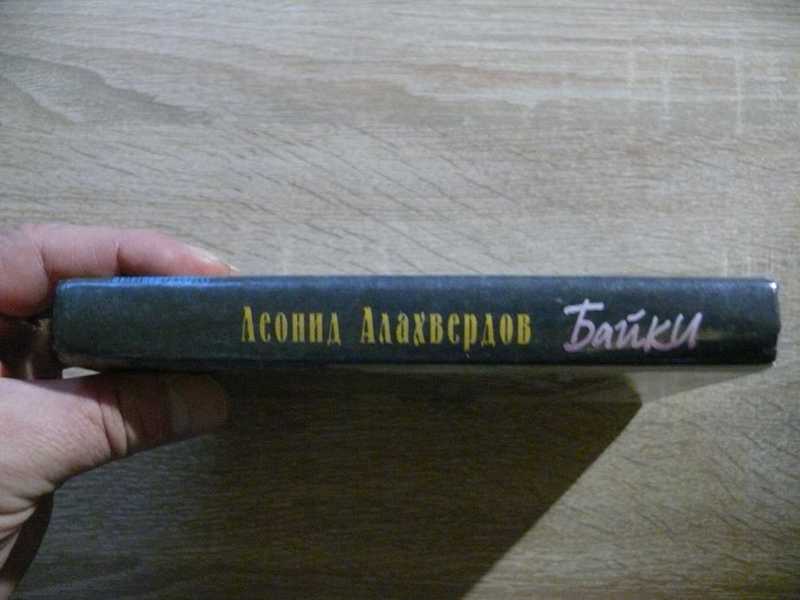 Леонид Алахвердов Байки